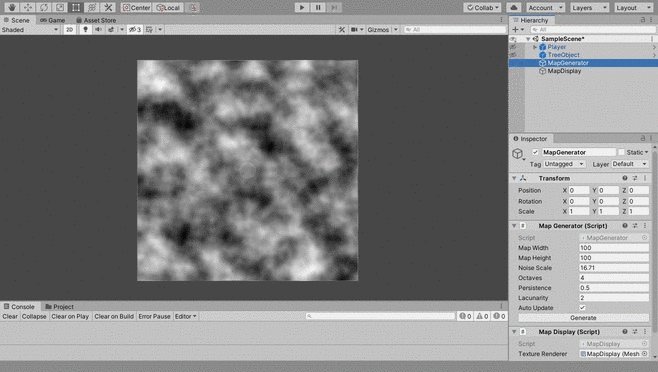 Center Local Collab Account Layers Layout
Scene Game Asset Store
Shaded 2D 3 Gizmos All
Hierarchy
All
SampleScene*
Player
TreeObject
MapGenerator
MapDisplay
Inspector
MapGenerator Static
Tag Untagged Layer Default
Transform
Position X 0 Y 0 Z 0
Rotation X 0 Y 0 Z 0
Scale X 1 Y 1 Z 1
Map Generator (Script)
Script MapGenerator
Map Width 100
Map Height 100
Noise Scale 16.71
Octaves 4
Persistence 0.5
Lacunarity 2
Auto Update
Generate
Map Display (Script)
Script MapDisplay
Texture Renderer MapDisplay (Mesh
Console Project
Clear Collapse Clear on Play Clear on Build Error Pause Editor 0 0 0